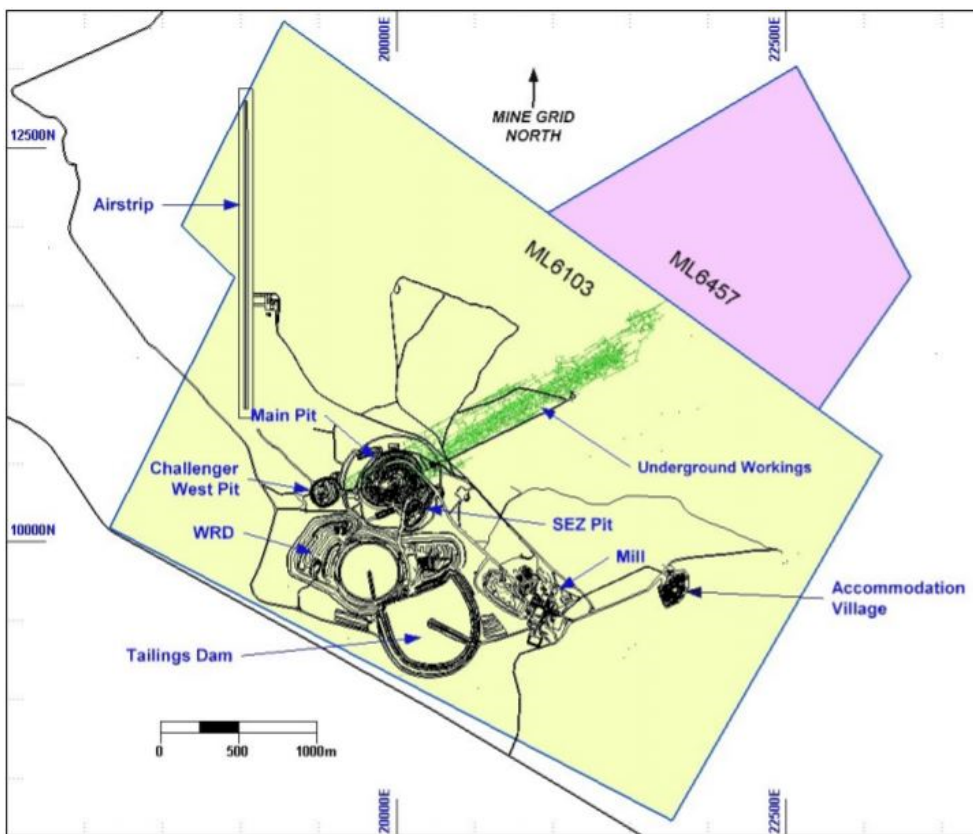 20000E
22500E
MINE GRID
NORTH
12500N
Airstrip
ML6103
ML6457
Main Pit
Challenger
West Pit
Underground Workings
SEZ Pit
10000N
WRD
Mill
Accommodation
Village
Tailings Dam
0 500 1000m
20000E
22500E